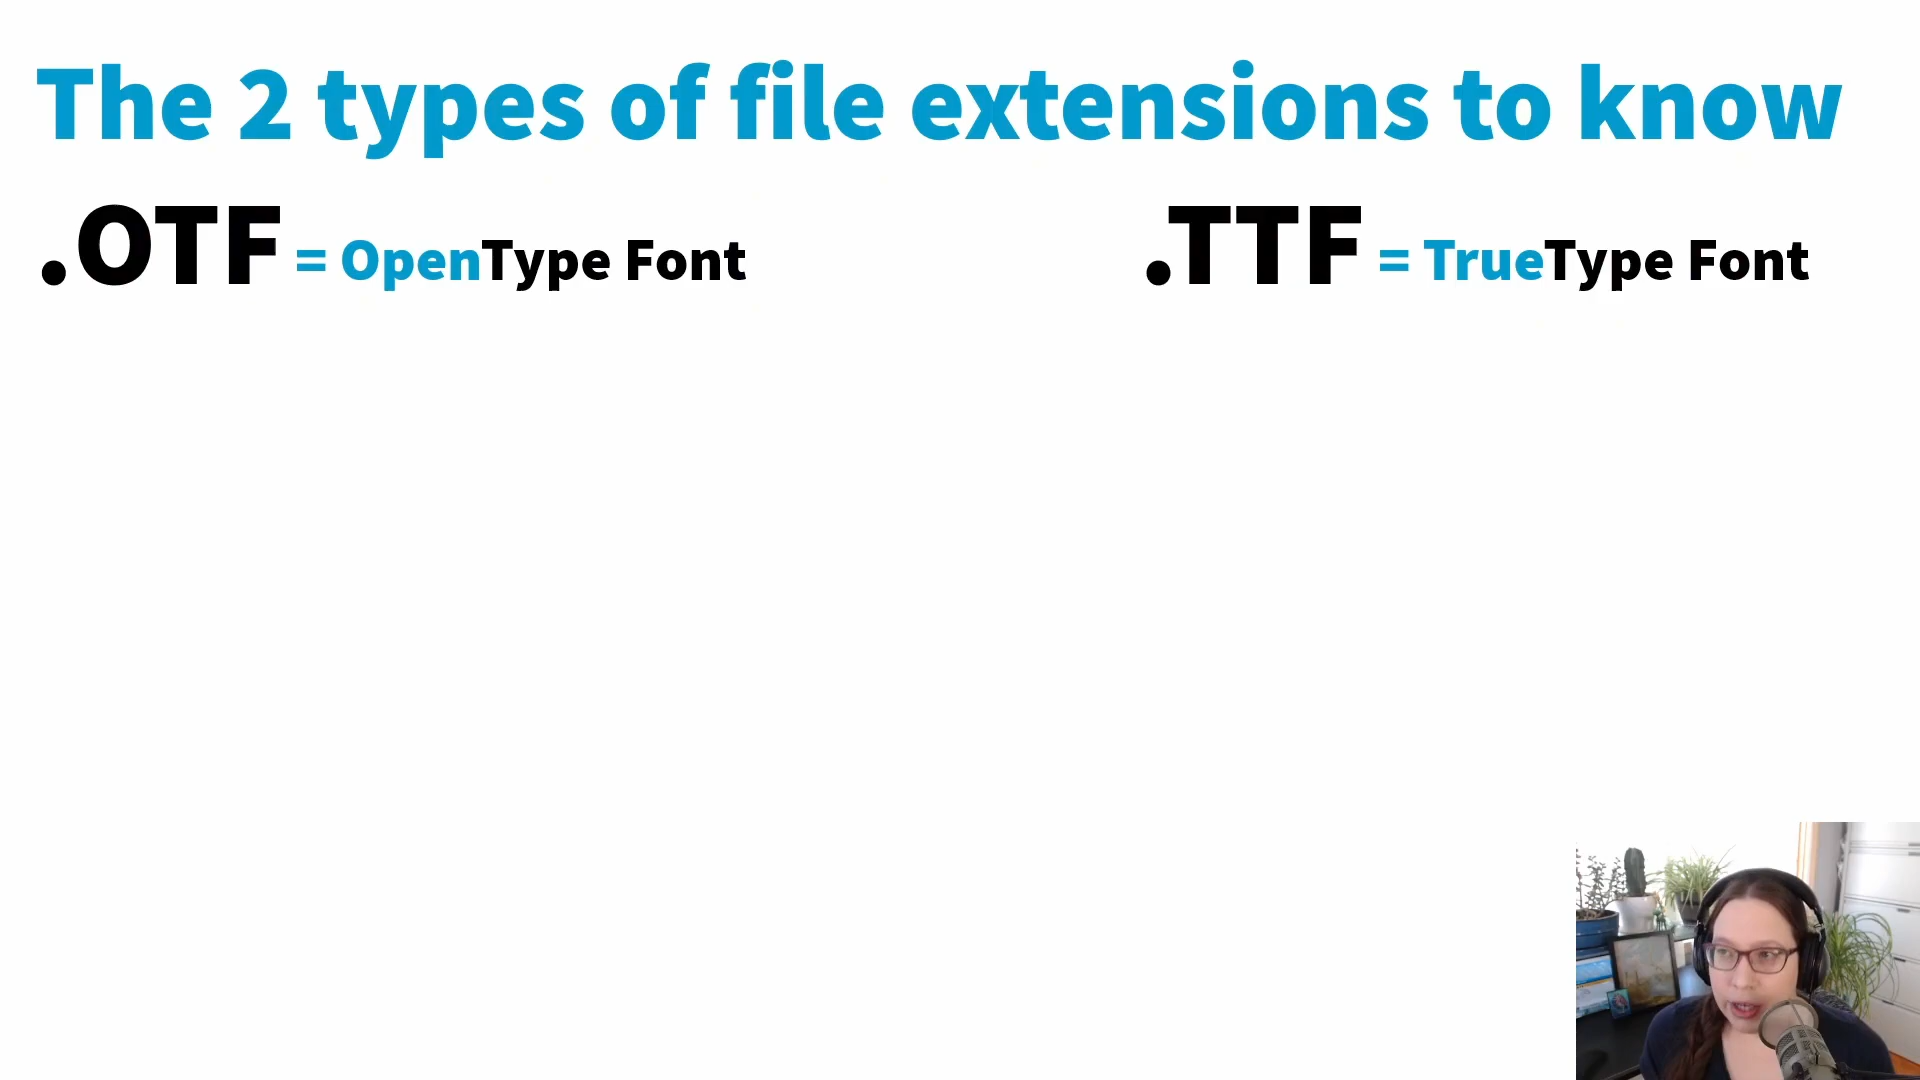 The 2 types of file extensions to know
.OTF = OpenType Font
.TTF = TrueType Font